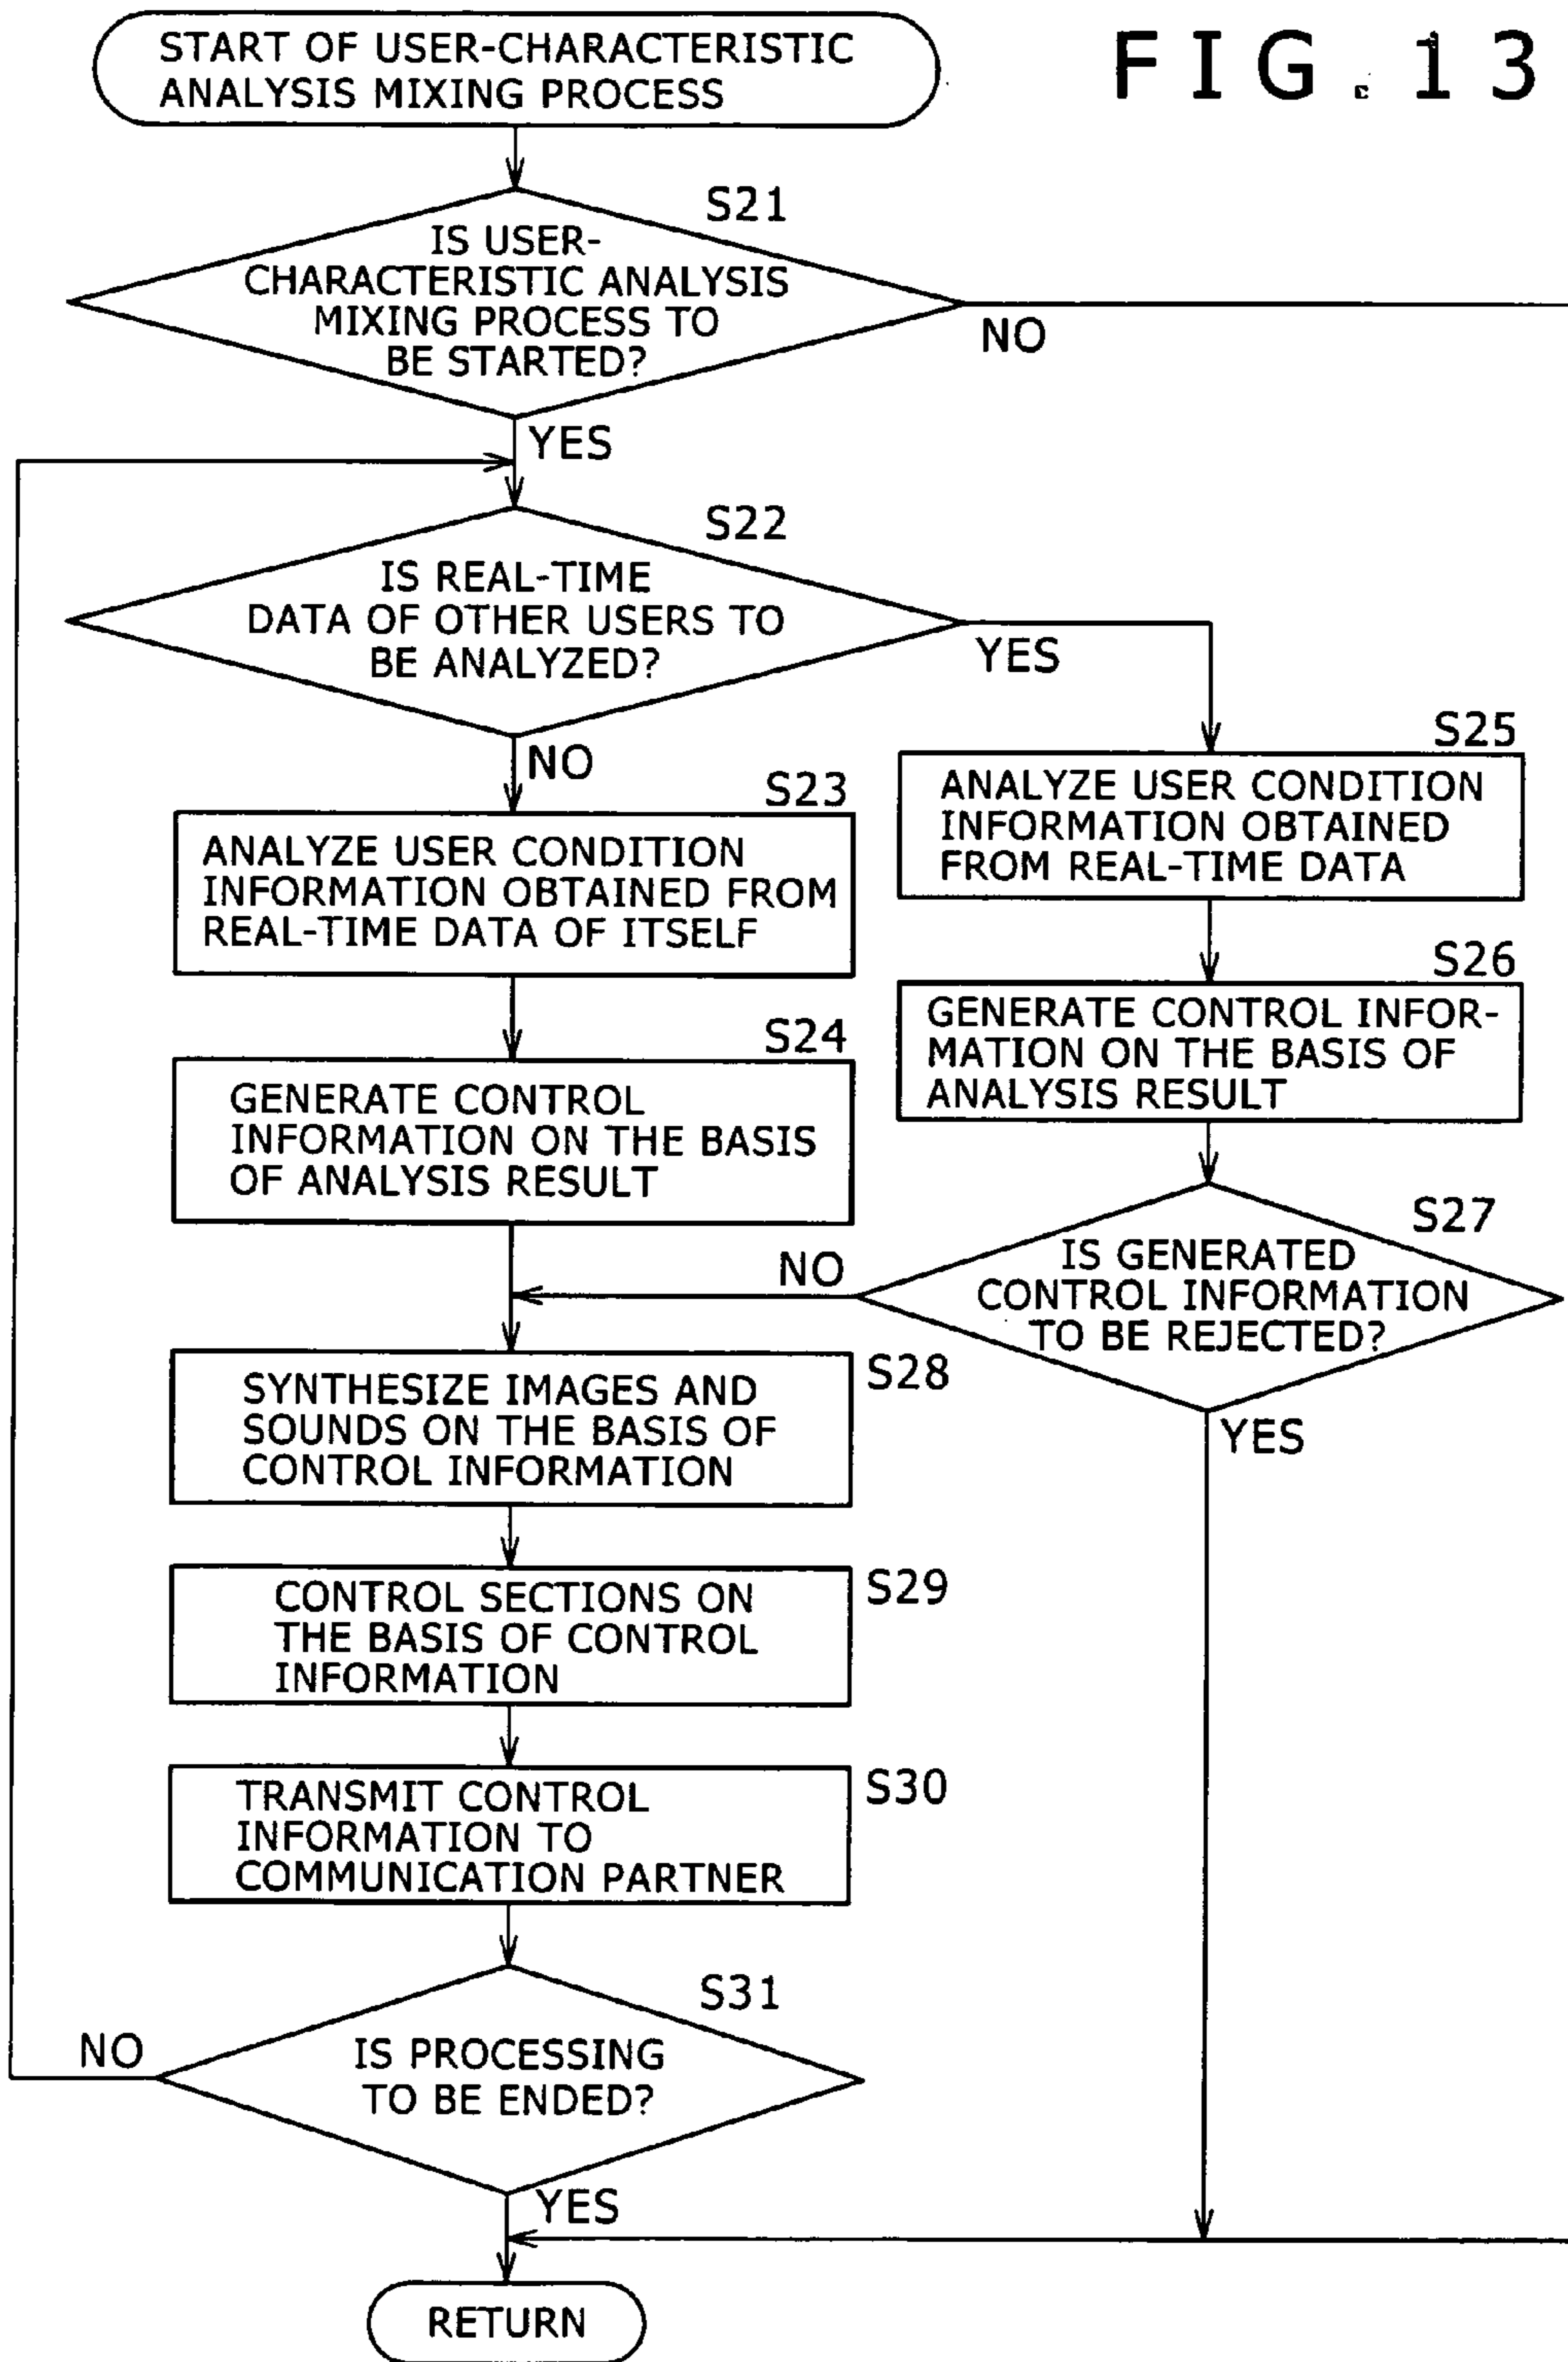 FIG. 13
START OF USER-CHARACTERISTIC
ANALYSIS MIXING PROCESS
S21
IS USER-
CHARACTERISTIC ANALYSIS
MIXING PROCESS TO
BE STARTED?
NO
YES
S22
IS REAL-TIME
DATA OF OTHER USERS TO
BE ANALYZED?
YES
NO
S23
ANALYZE USER CONDITION
INFORMATION OBTAINED FROM
REAL-TIME DATA OF ITSELF
S24
GENERATE CONTROL
INFORMATION ON THE BASIS
OF ANALYSIS RESULT
S25
ANALYZE USER CONDITION
INFORMATION OBTAINED
FROM REAL-TIME DATA
S26
GENERATE CONTROL INFOR-
MATION ON THE BASIS OF
ANALYSIS RESULT
S27
IS GENERATED
CONTROL INFORMATION
TO BE REJECTED?
NO
YES
S28
SYNTHESIZE IMAGES AND
SOUNDS ON THE BASIS OF
CONTROL INFORMATION
S29
CONTROL SECTIONS ON
THE BASIS OF CONTROL
INFORMATION
S30
TRANSMIT CONTROL
INFORMATION TO
COMMUNICATION PARTNER
S31
IS PROCESSING
TO BE ENDED?
NO
YES
RETURN